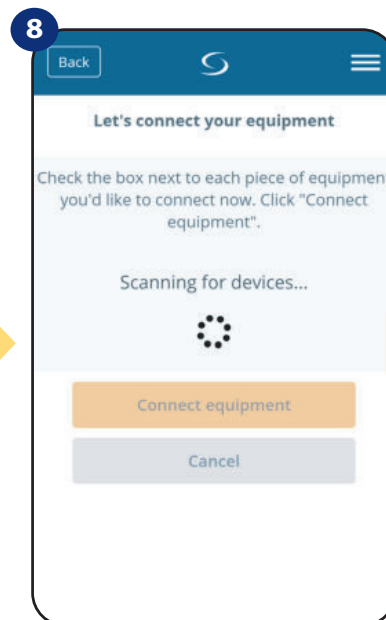 8
Back
Let's connect your equipment
Check the box next to each piece of equipment
you'd like to connect now. Click "Connect
equipment".
Scanning for devices...
Connect equipment
Cancel